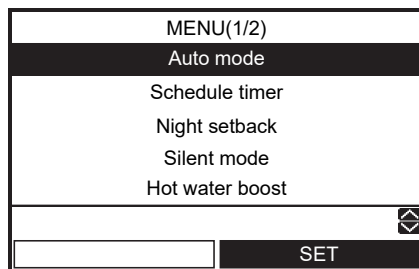 MENU(1/2)
Auto mode
Schedule timer
Night setback
Silent mode
Hot water boost
SET